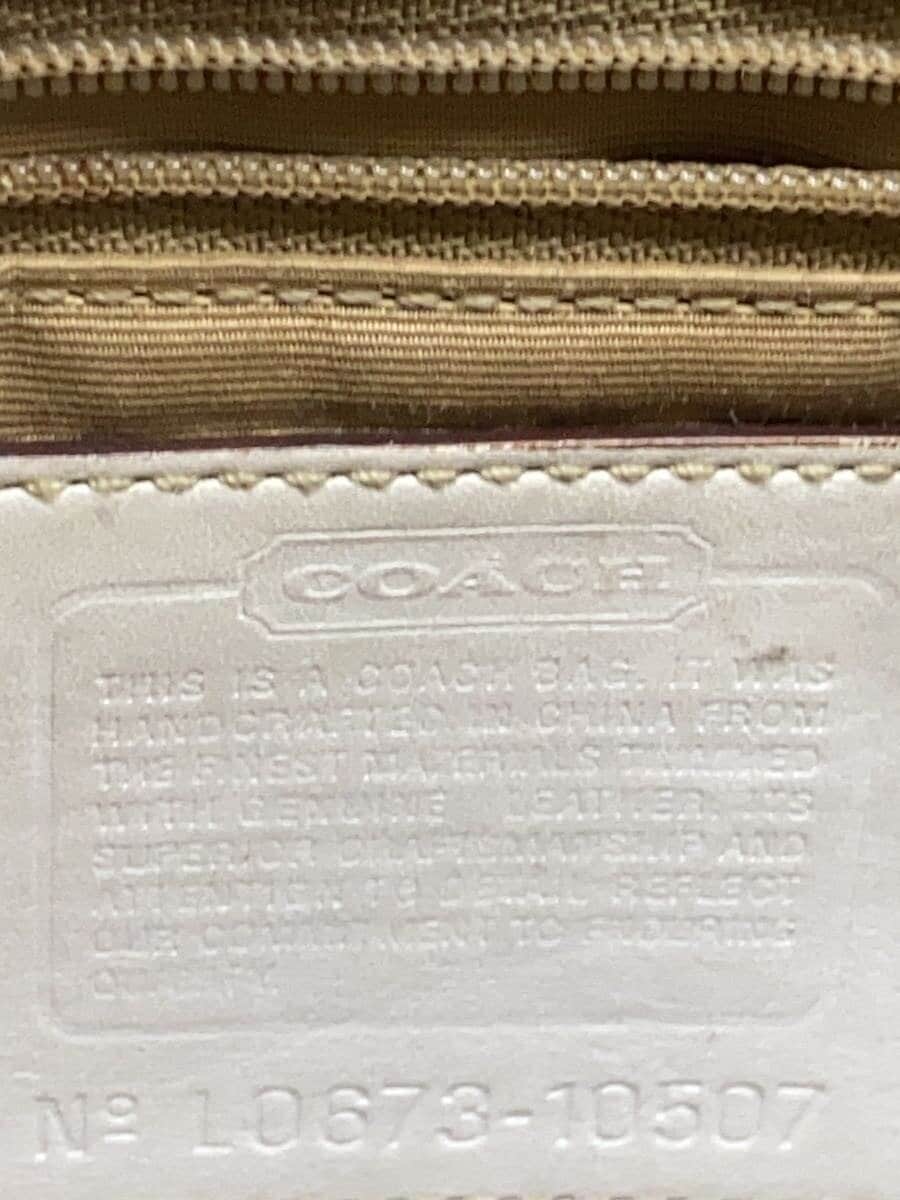 COACH
THIS IS A COACH BAG. IT WAS
HANDCRAFTED IN CHINA FROM
THE FINEST MATERIALS TRIMMED
WITH GENUINE LEATHER. ITS
SUPERIOR CRAFTSMANSHIP AND
ATTENTION TO DETAIL REFLECT
OUR COMMITMENT TO ENDURING
QUALITY.
Nº L0673-10507